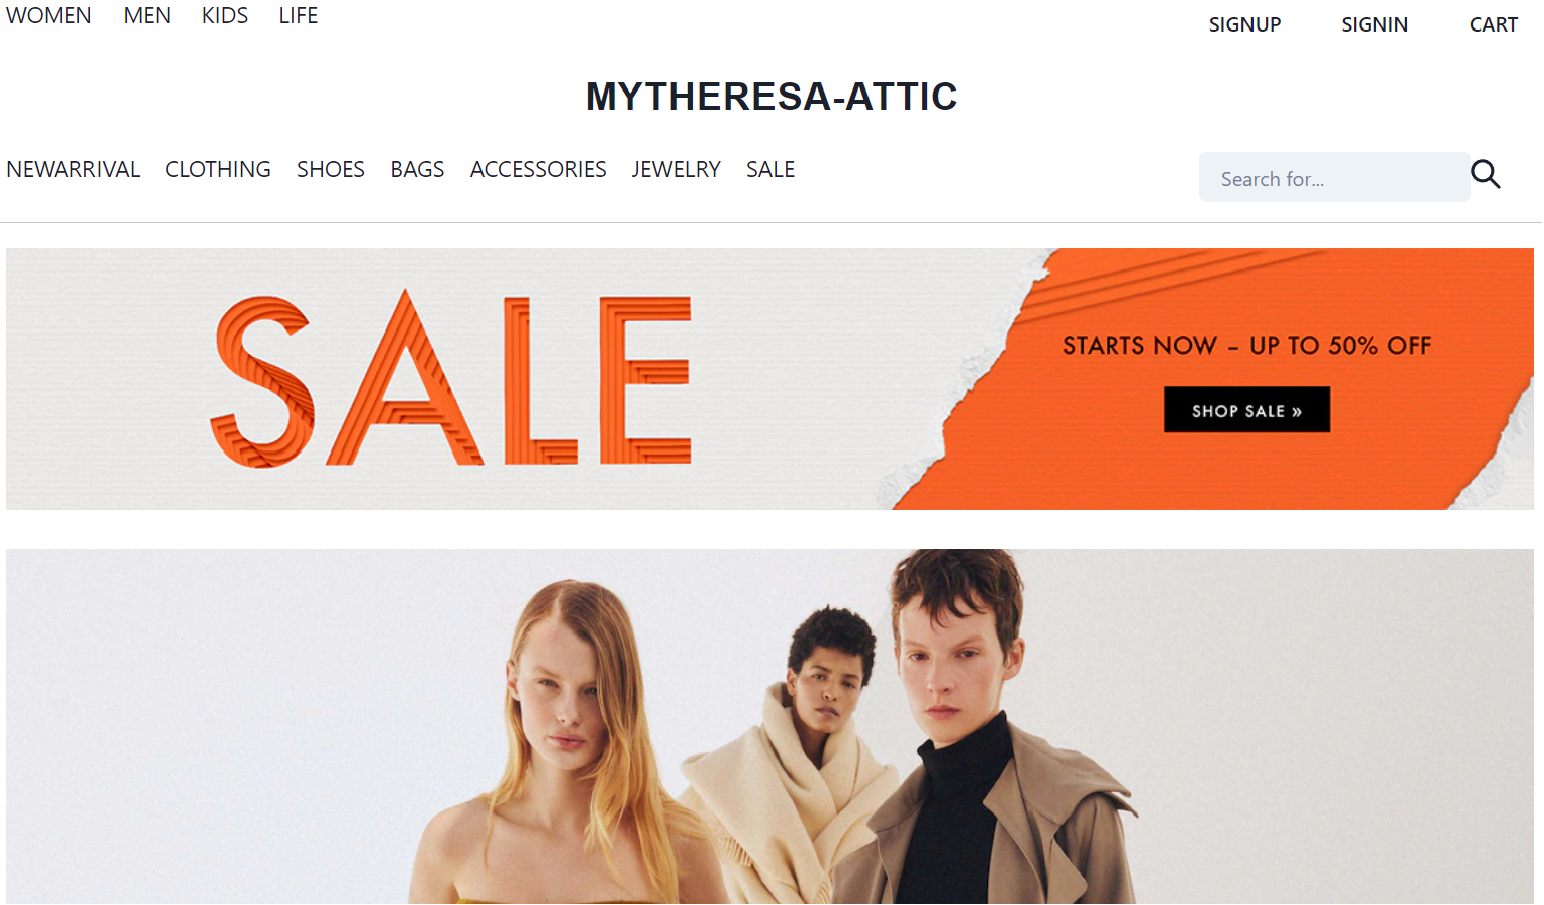 WOMEN MEN KIDS LIFE
SIGNUP SIGNIN CART
MYTHERESA-ATTIC
NEWARRIVAL CLOTHING SHOES BAGS ACCESSORIES JEWELRY SALE
Search for...
SALE
STARTS NOW – UP TO 50% OFF
SHOP SALE »